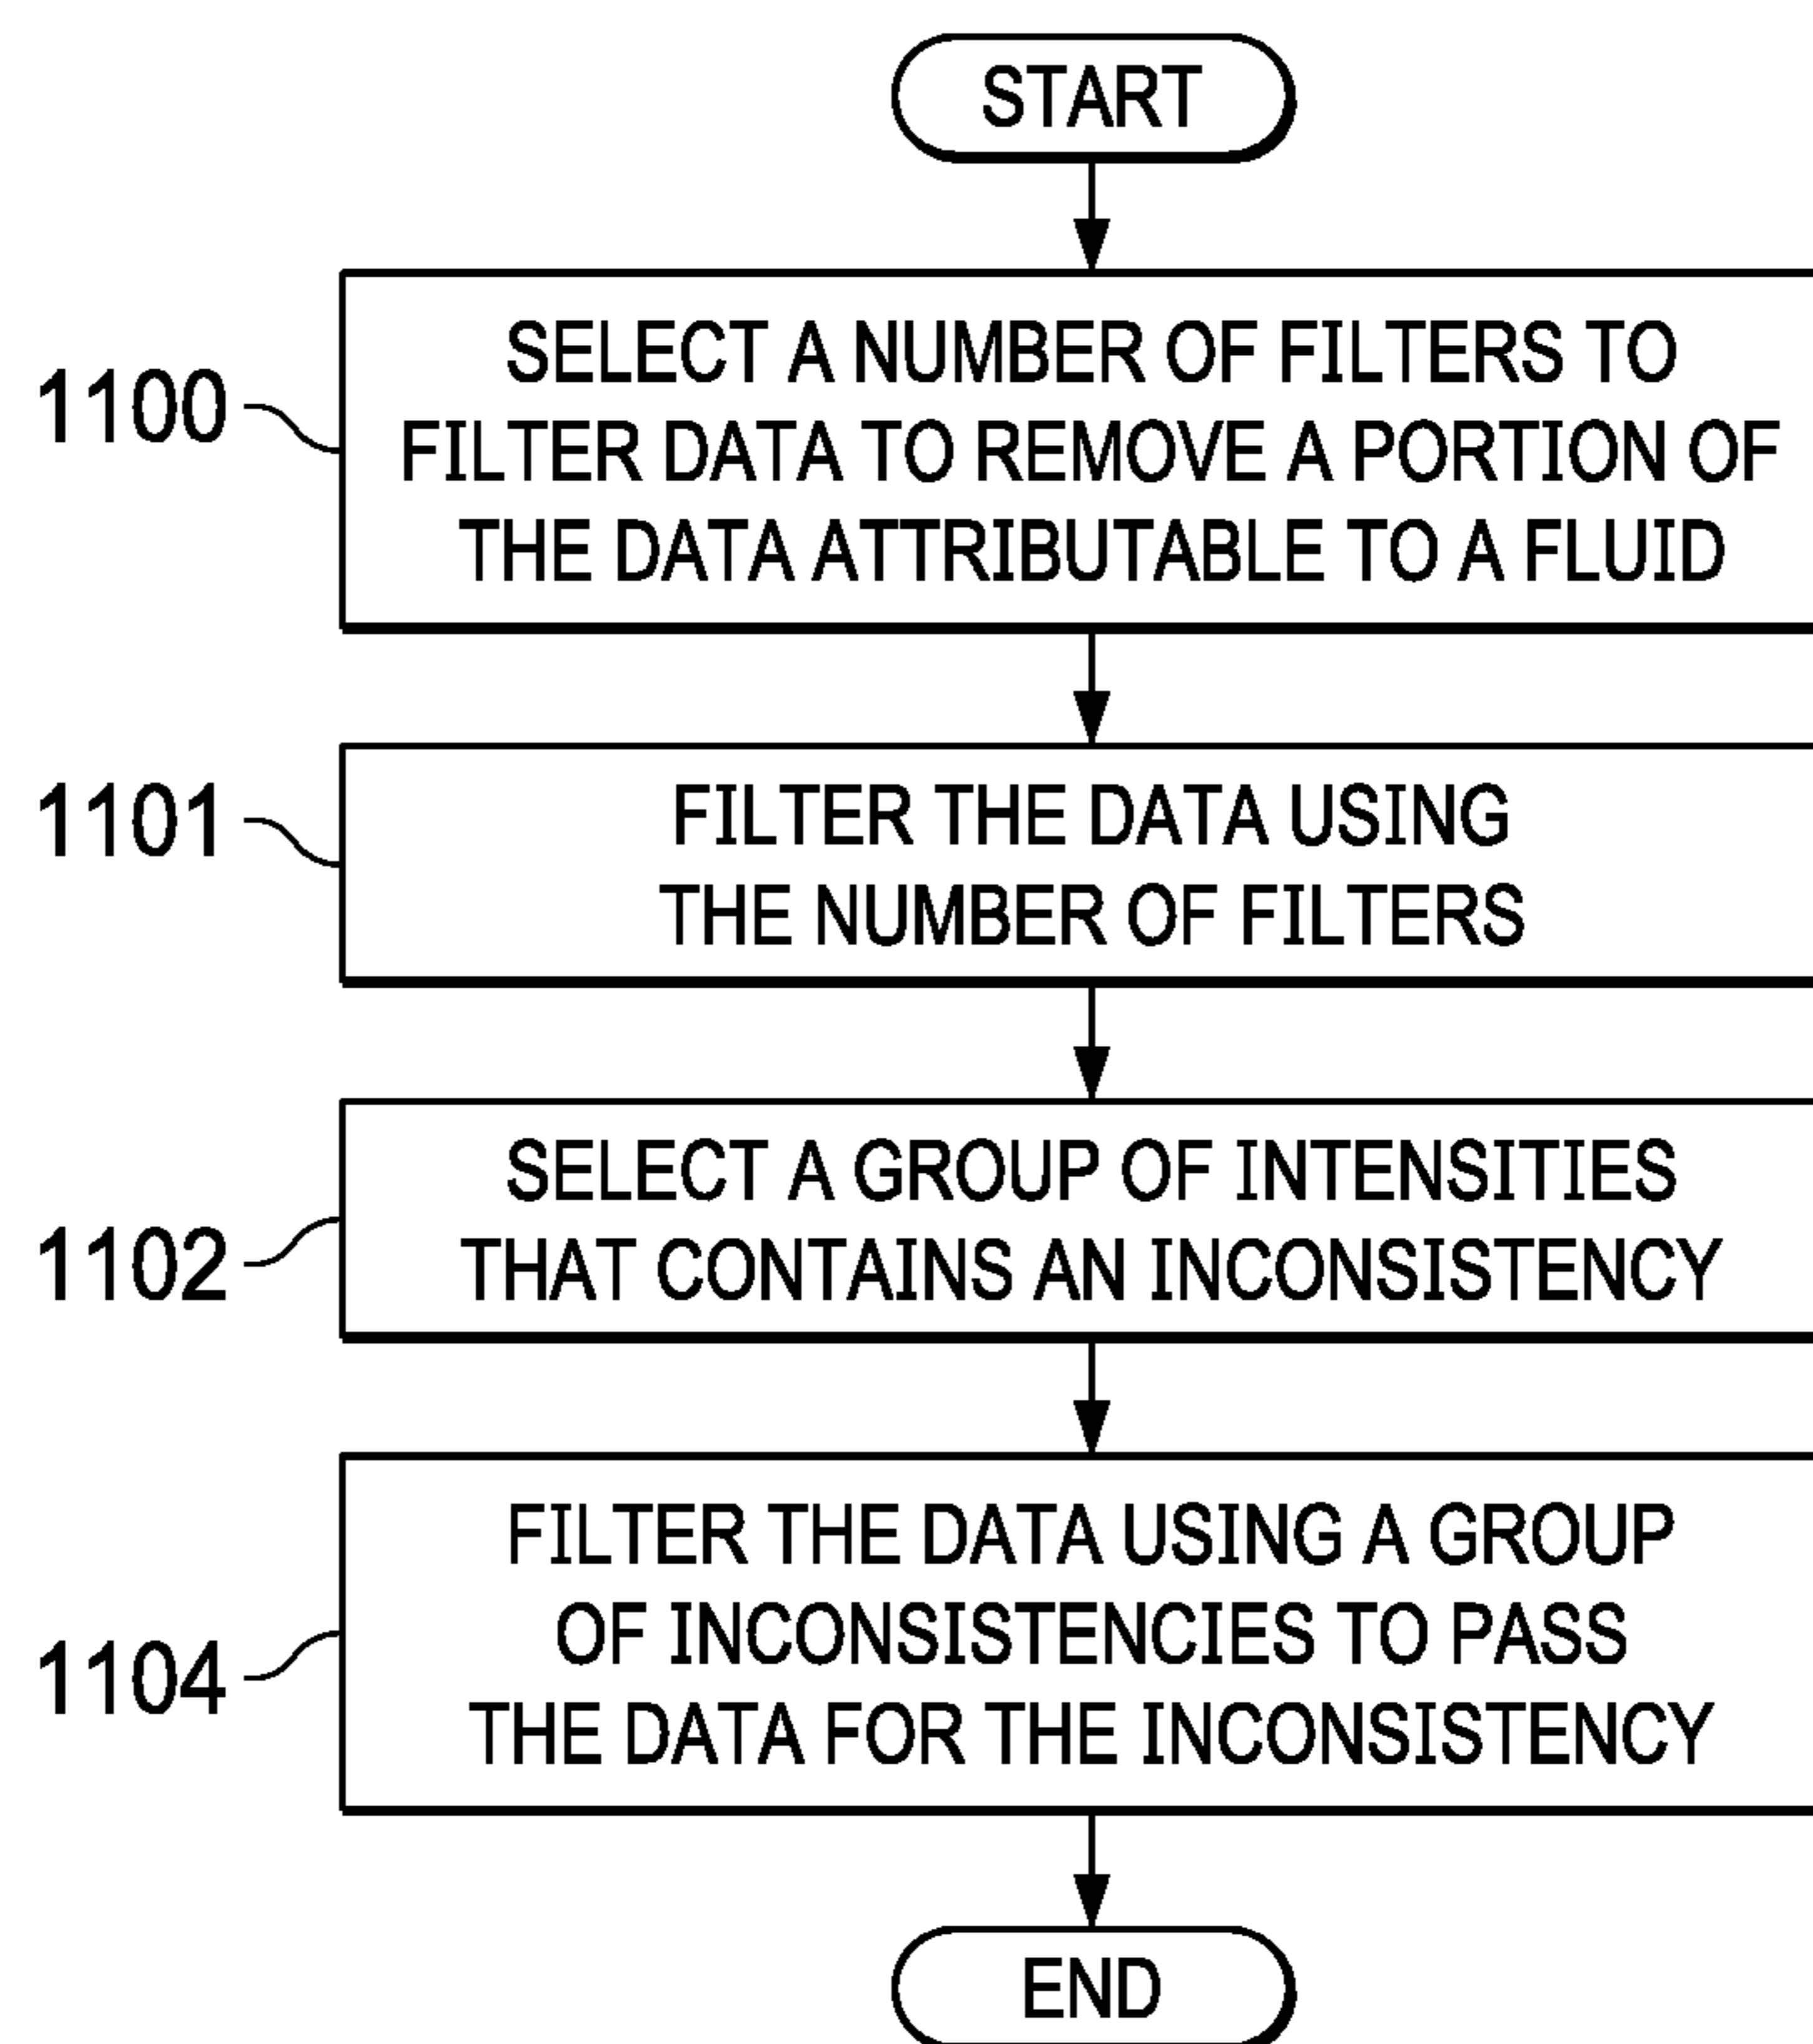 START
1100
SELECT A NUMBER OF FILTERS TO
FILTER DATA TO REMOVE A PORTION OF
THE DATA ATTRIBUTABLE TO A FLUID
1101
FILTER THE DATA USING
THE NUMBER OF FILTERS
1102
SELECT A GROUP OF INTENSITIES
THAT CONTAINS AN INCONSISTENCY
1104
FILTER THE DATA USING A GROUP
OF INCONSISTENCIES TO PASS
THE DATA FOR THE INCONSISTENCY
END